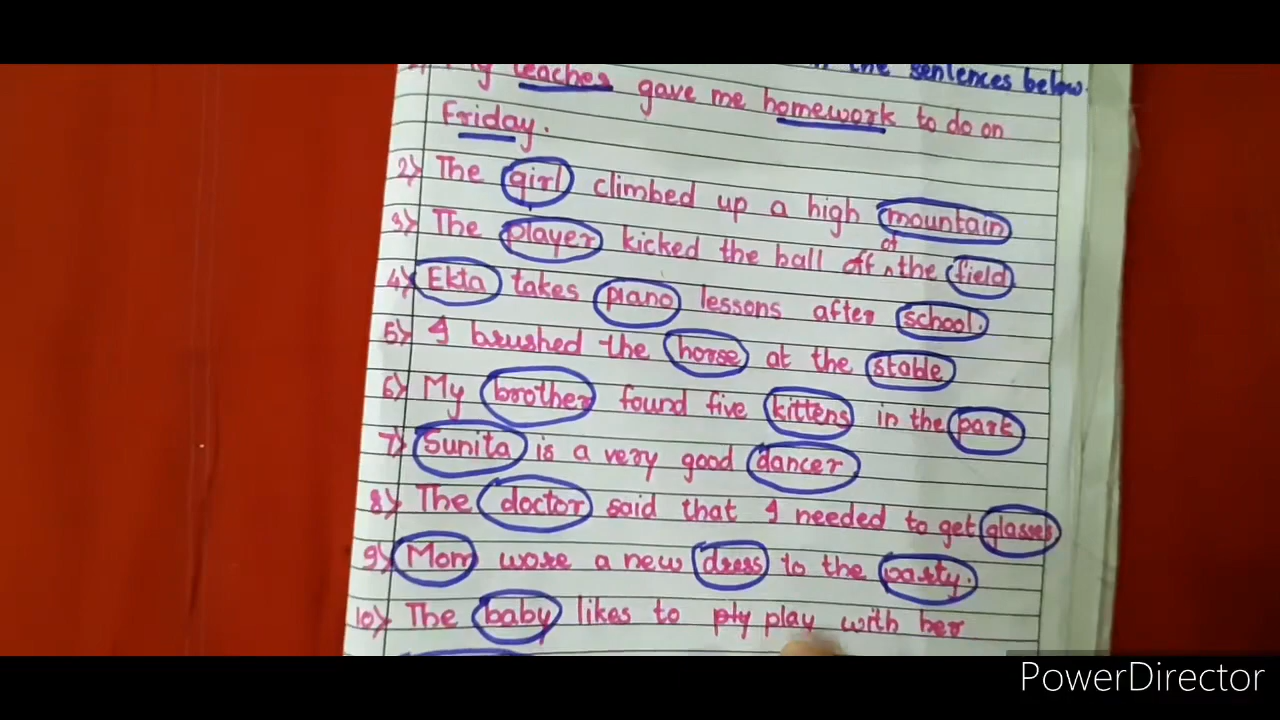 the sentences below.
My teacher gave me homework to do on
Friday.
2) The girl climbed up a high mountain
3) The player kicked the ball off of the field
4) Ekta takes piano lessons after school.
5) I brushed the horse at the stable
6) My brother found five kittens in the park
7) Sunita is a very good dancer
8) The doctor said that I needed to get glasses
9) Mom wore a new dress to the party.
10) The baby likes to ply play with her
PowerDirector